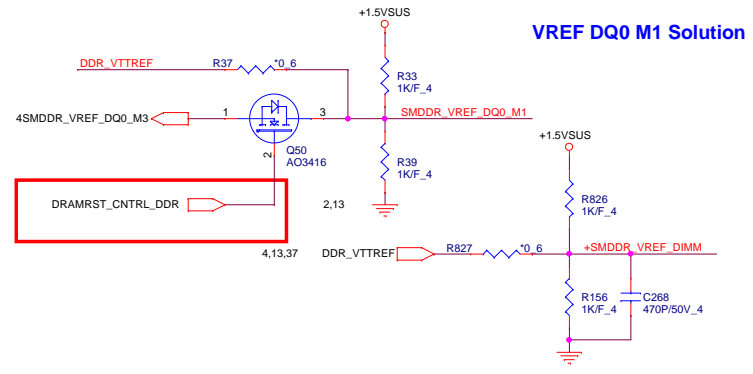 +1.5VSUS
VREF DQ0 M1 Solution
DDR_VTTREF
R37
*0_6
R33
1K/F_4
4SMDDR_VREF_DQ0_M3
1
3
SMDDR_VREF_DQ0_M1
2
Q50
AO3416
R39
1K/F_4
+1.5VSUS
DRAMRST_CNTRL_DDR
2,13
R826
1K/F_4
4,13,37
DDR_VTTREF
R827
*0_6
+SMDDR_VREF_DIMM
R156
1K/F_4
C268
470P/50V_4